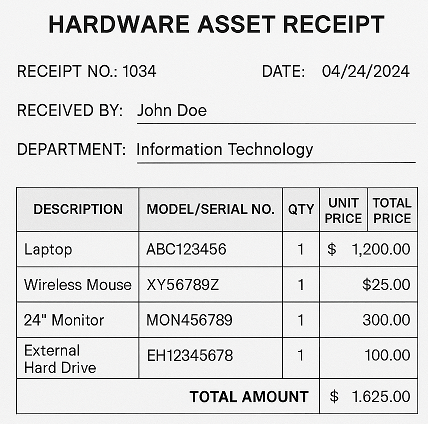 HARDWARE ASSET RECEIPT
RECEIPT NO.: 1034 DATE: 04/24/2024
RECEIVED BY: John Doe
DEPARTMENT: Information Technology
DESCRIPTION MODEL/SERIAL NO. QTY UNIT PRICE TOTAL PRICE
Laptop ABC123456 1 $ 1,200.00
Wireless Mouse XY56789Z 1 $25.00
24" Monitor MON456789 1 300.00
External Hard Drive EH12345678 1 100.00
TOTAL AMOUNT $ 1.625.00